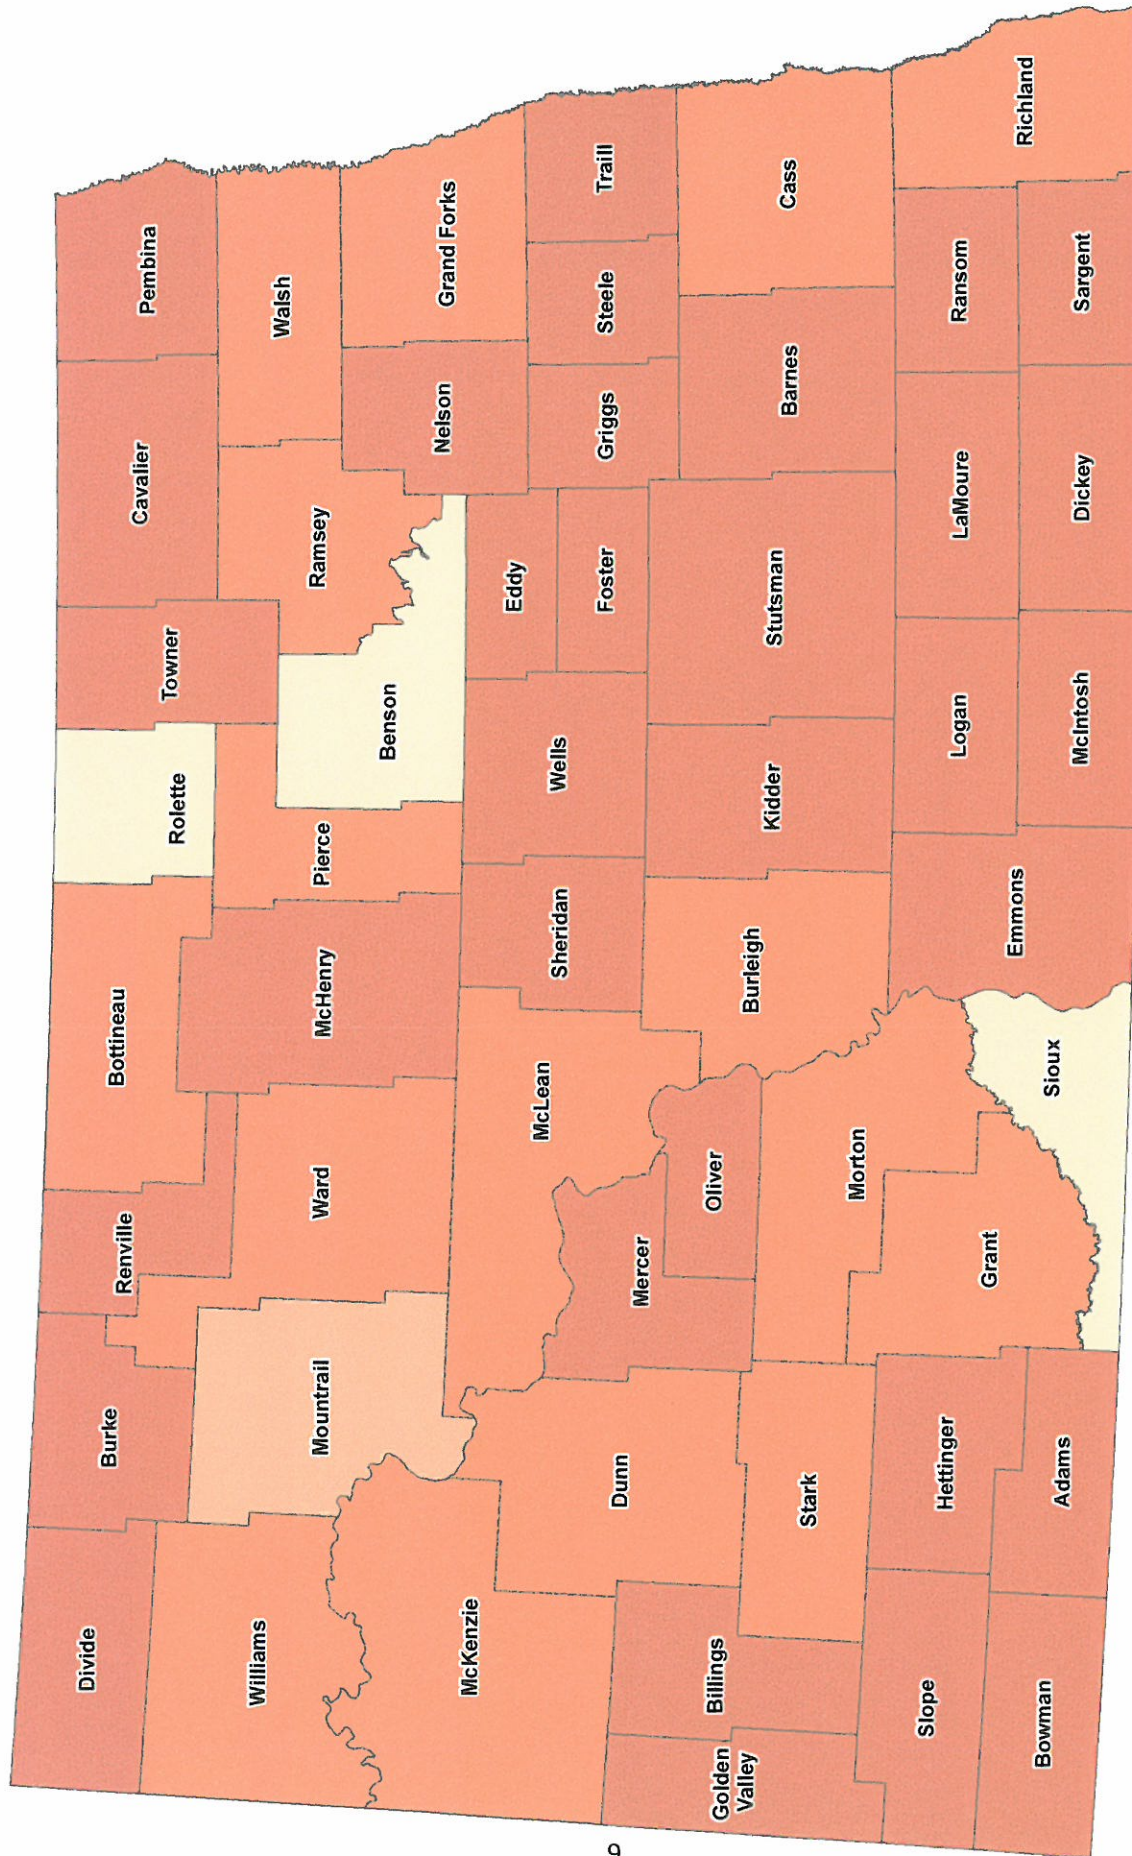 Divide
Burke
Renville
Bottineau
Rolette
Towner
Cavalier
Pembina
Williams
Mountrail
Ward
McHenry
Pierce
Benson
Ramsey
Walsh
Nelson
Grand Forks
McKenzie
Dunn
Mercer
Oliver
McLean
Sheridan
Wells
Eddy
Foster
Griggs
Steele
Traill
Golden
Valley
Billings
Stark
Morton
Burleigh
Kidder
Stutsman
Barnes
Cass
Slope
Hettinger
Grant
Bowman
Adams
Sioux
Emmons
Logan
McIntosh
LaMoure
Dickey
Ransom
Sargent
Richland
9